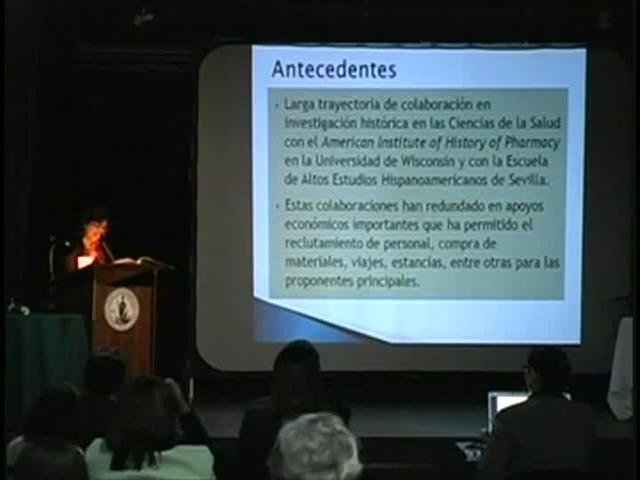 Antecedentes
Larga trayectoria de colaboración en
investigación histórica en las Ciencias de la Salud
con el American Institute of History of Pharmacy
en la Universidad de Wisconsin y con la Escuela
de Altos Estudios Hispanoamericanos de Sevilla.
Estas colaboraciones han redundado en apoyos
económicos importantes que ha permitido el
reclutamiento de personal, compra de
materiales, viajes, estancias, entre otras para las
proponentes principales.